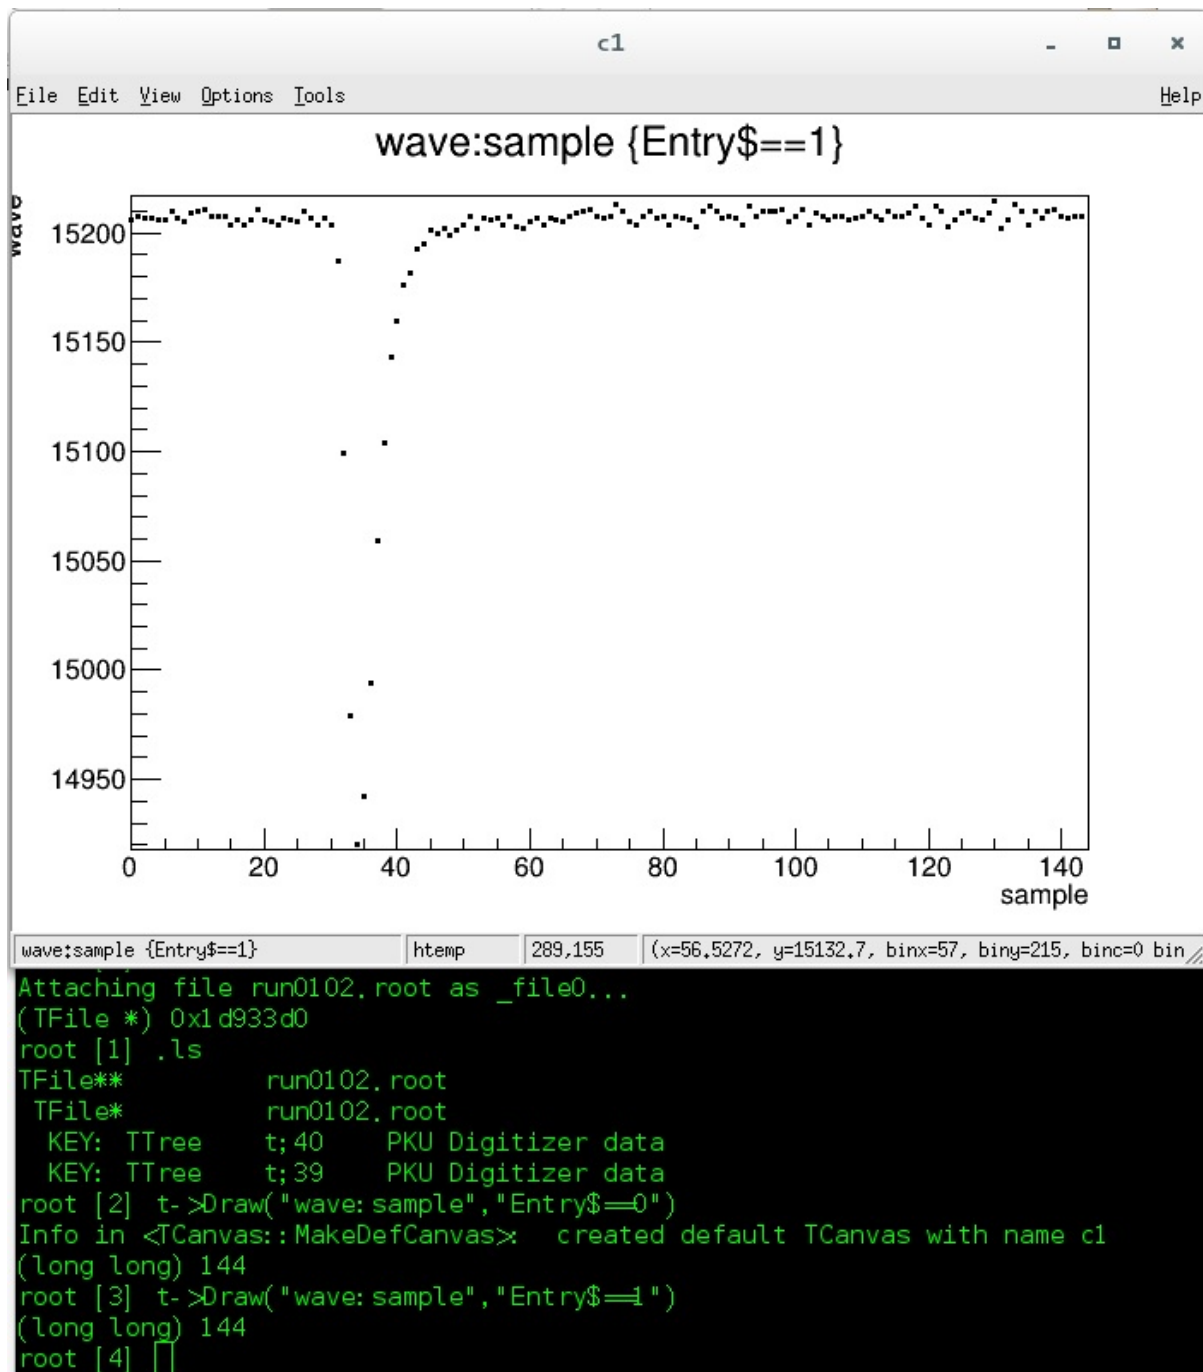 c1
File Edit View Options Tools Help
wave:sample {Entry$==1}
wave
15200
15150
15100
15050
15000
14950
0 20 40 60 80 100 120 140
sample
wave:sample {Entry$==1} htemp 289,155 (x=56.5272, y=15132.7, binx=57, biny=215, binc=0 bin
Attaching file run0102.root as _file0...
(TFile *) 0x1d933d0
root [1] .ls
TFile** run0102.root
TFile* run0102.root
KEY: TTree t;40 PKU Digitizer data
KEY: TTree t;39 PKU Digitizer data
root [2] t->Draw("wave:sample","Entry$==0")
Info in <TCanvas::MakeDefCanvas>: created default TCanvas with name c1
(long long) 144
root [3] t->Draw("wave:sample","Entry$==1")
(long long) 144
root [4]